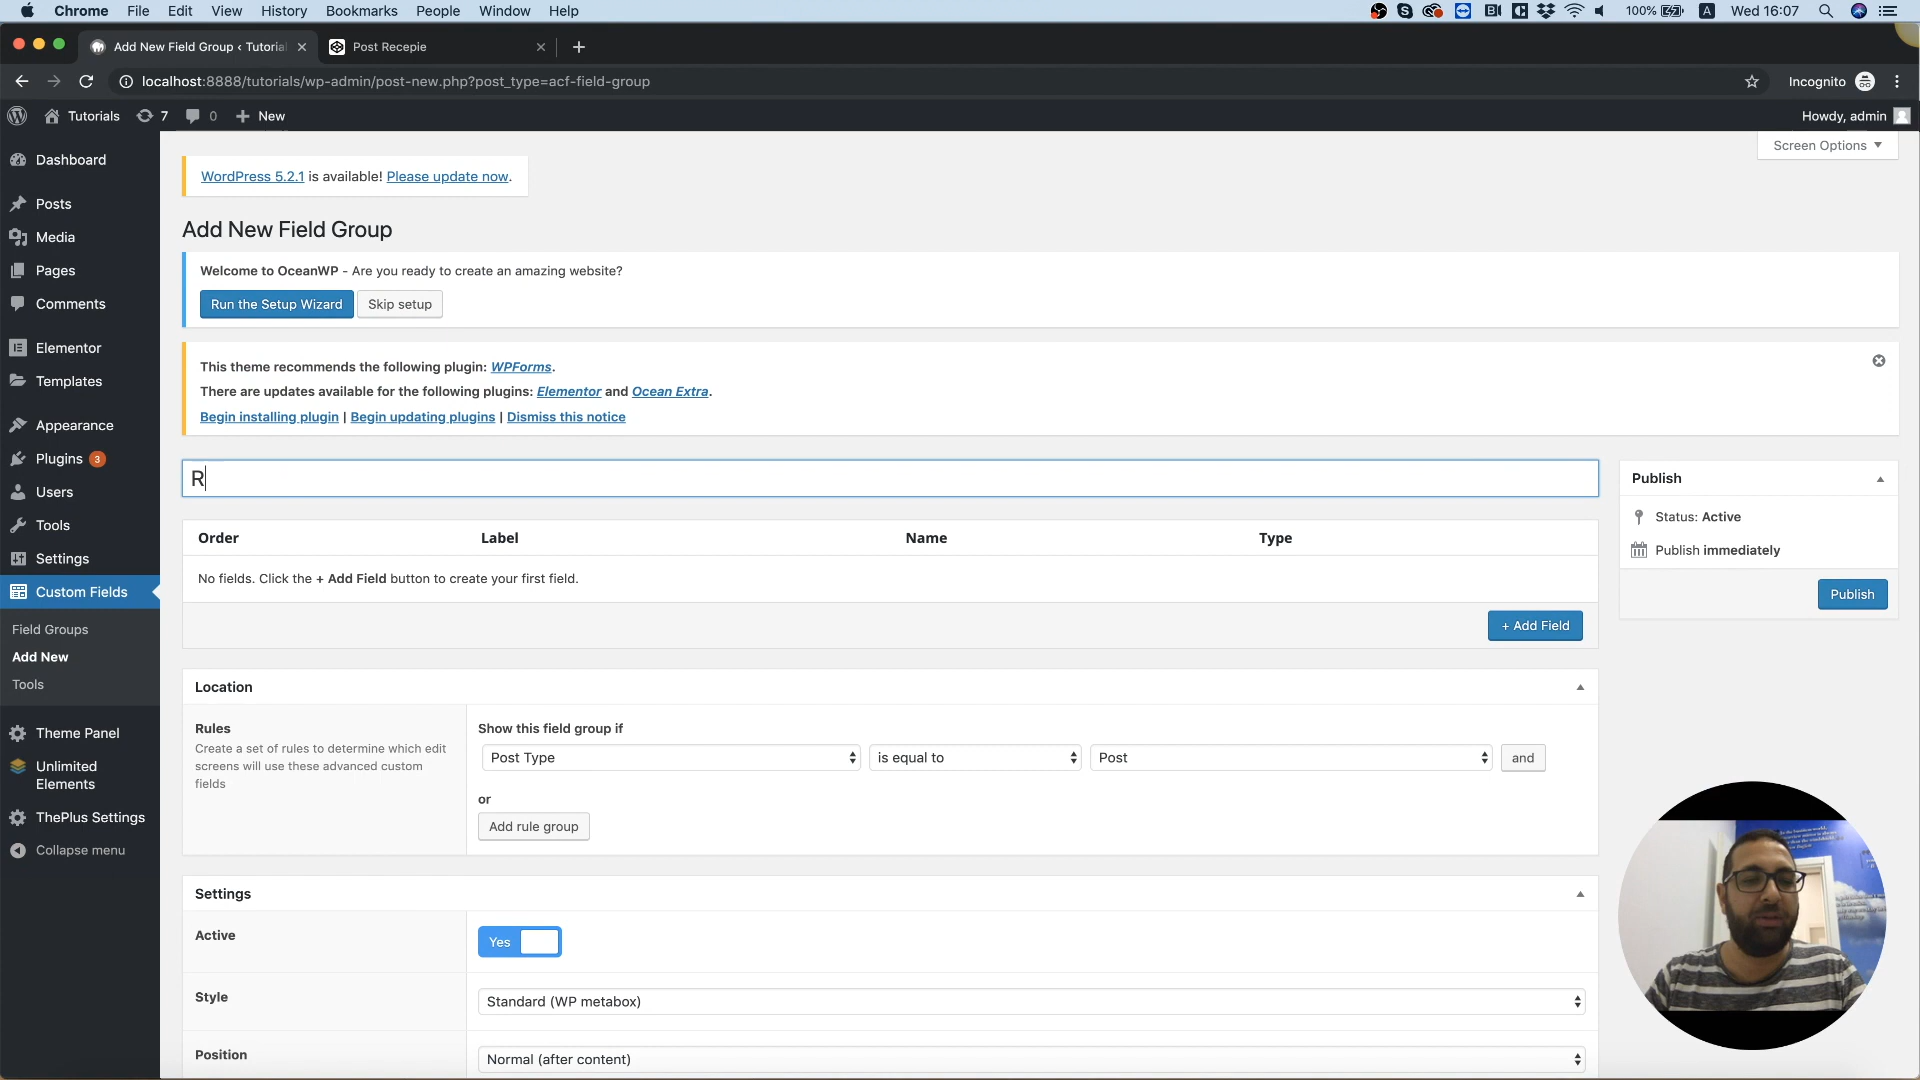 Chrome File Edit View History Bookmarks People Window Help 100% A Wed 16:07
Add New Field Group ‹ Tutorial
Post Recepie
localhost:8888/tutorials/wp-admin/post-new.php?post_type=acf-field-group
Incognito
Tutorials 7 0 New
Howdy, admin
Screen Options
Dashboard
Posts
Media
Pages
Comments
Elementor
Templates
Appearance
Plugins 3
Users
Tools
Settings
Custom Fields
Field Groups
Add New
Tools
Theme Panel
Unlimited
Elements
ThePlus Settings
Collapse menu
WordPress 5.2.1 is available! Please update now.
Add New Field Group
Welcome to OceanWP - Are you ready to create an amazing website?
Run the Setup Wizard Skip setup
This theme recommends the following plugin: WPForms.
There are updates available for the following plugins: Elementor and Ocean Extra.
Begin installing plugin | Begin updating plugins | Dismiss this notice
R
Order Label Name Type
No fields. Click the + Add Field button to create your first field.
+ Add Field
Location
Rules
Create a set of rules to determine which edit
screens will use these advanced custom
fields
Show this field group if
Post Type is equal to Post and
or
Add rule group
Settings
Active
Yes
Style
Standard (WP metabox)
Position
Normal (after content)
Publish
Status: Active
Publish immediately
Publish